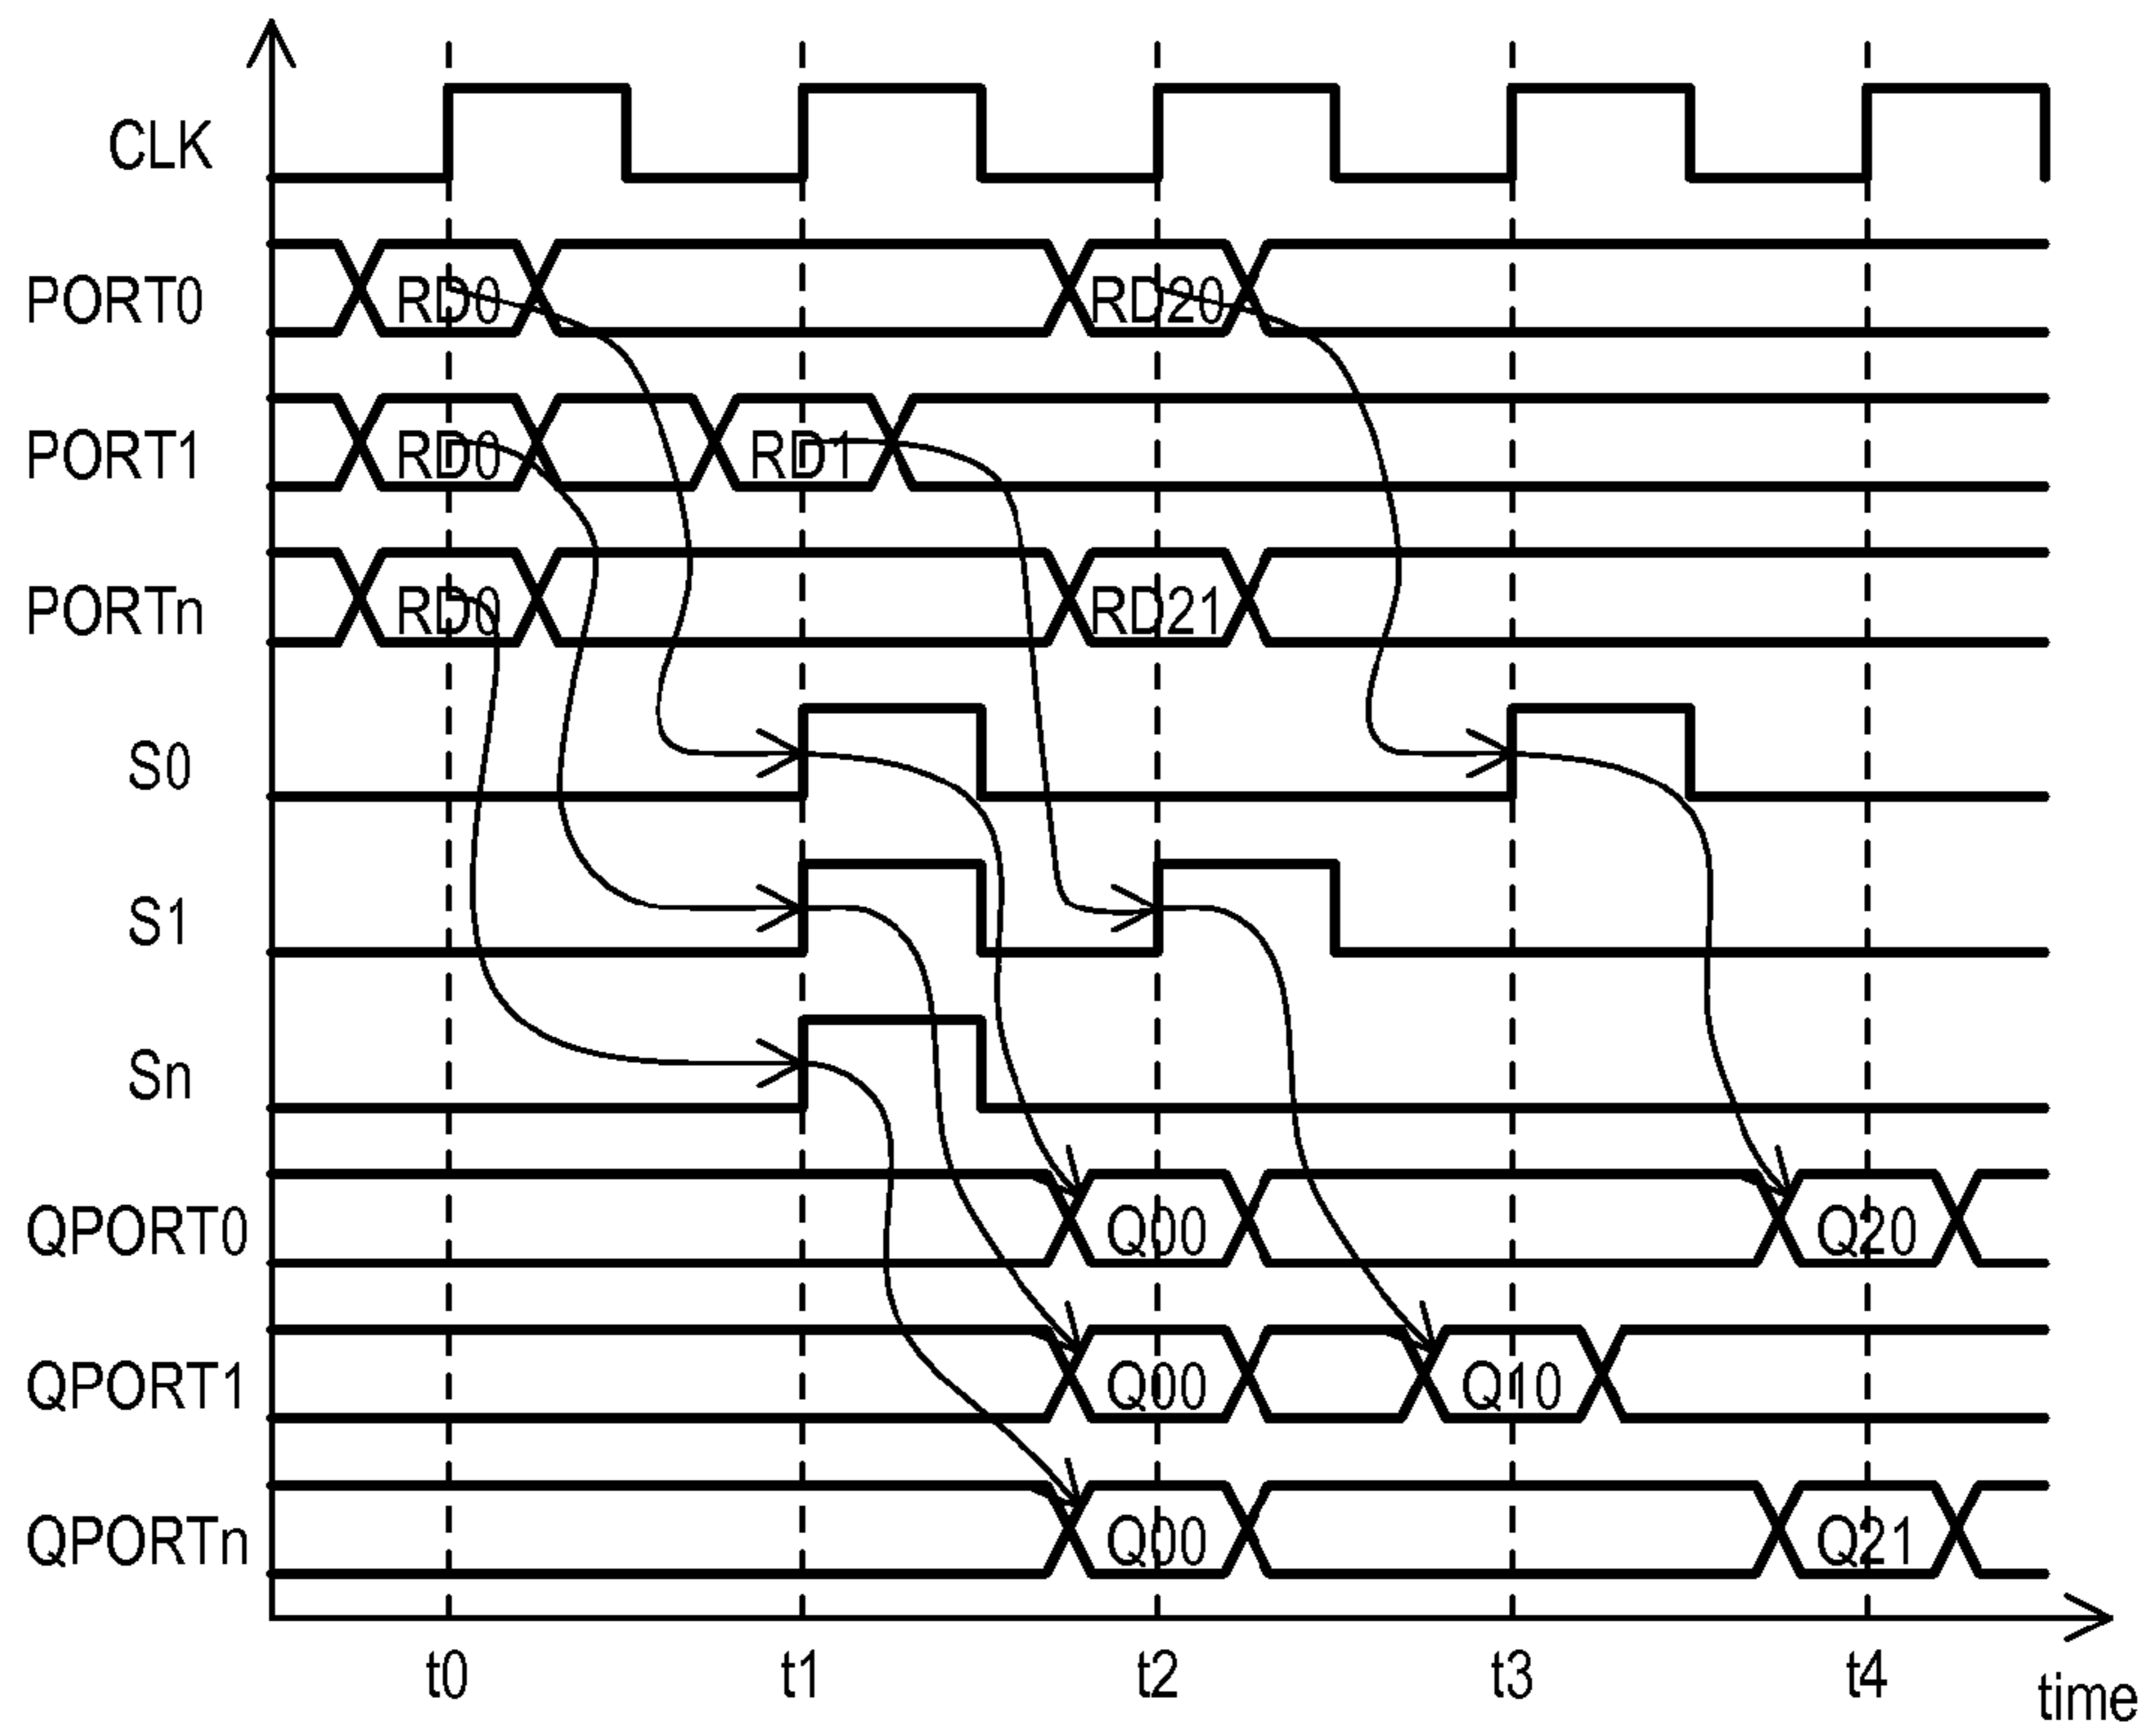 CLK
PORT0 RD0 RD20
PORT1 RD0 RD1
PORTn RD0 RD21
S0
S1
Sn
QPORT0 Q00 Q20
QPORT1 Q00 Q10
QPORTn Q00 Q21
t0 t1 t2 t3 t4 time